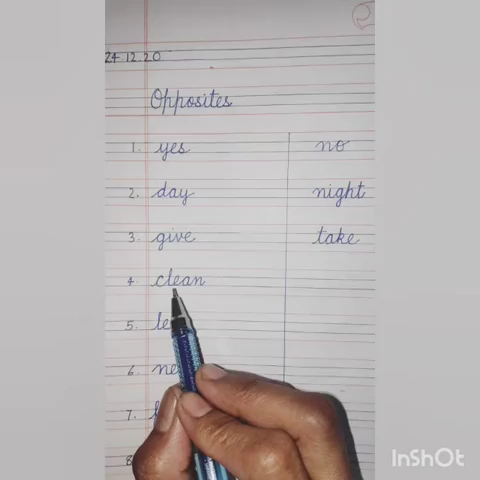 24.12.20
Opposites
1. yes no
2. day night
3. give take
4. clean
5.
6.
7.
8
InShOt